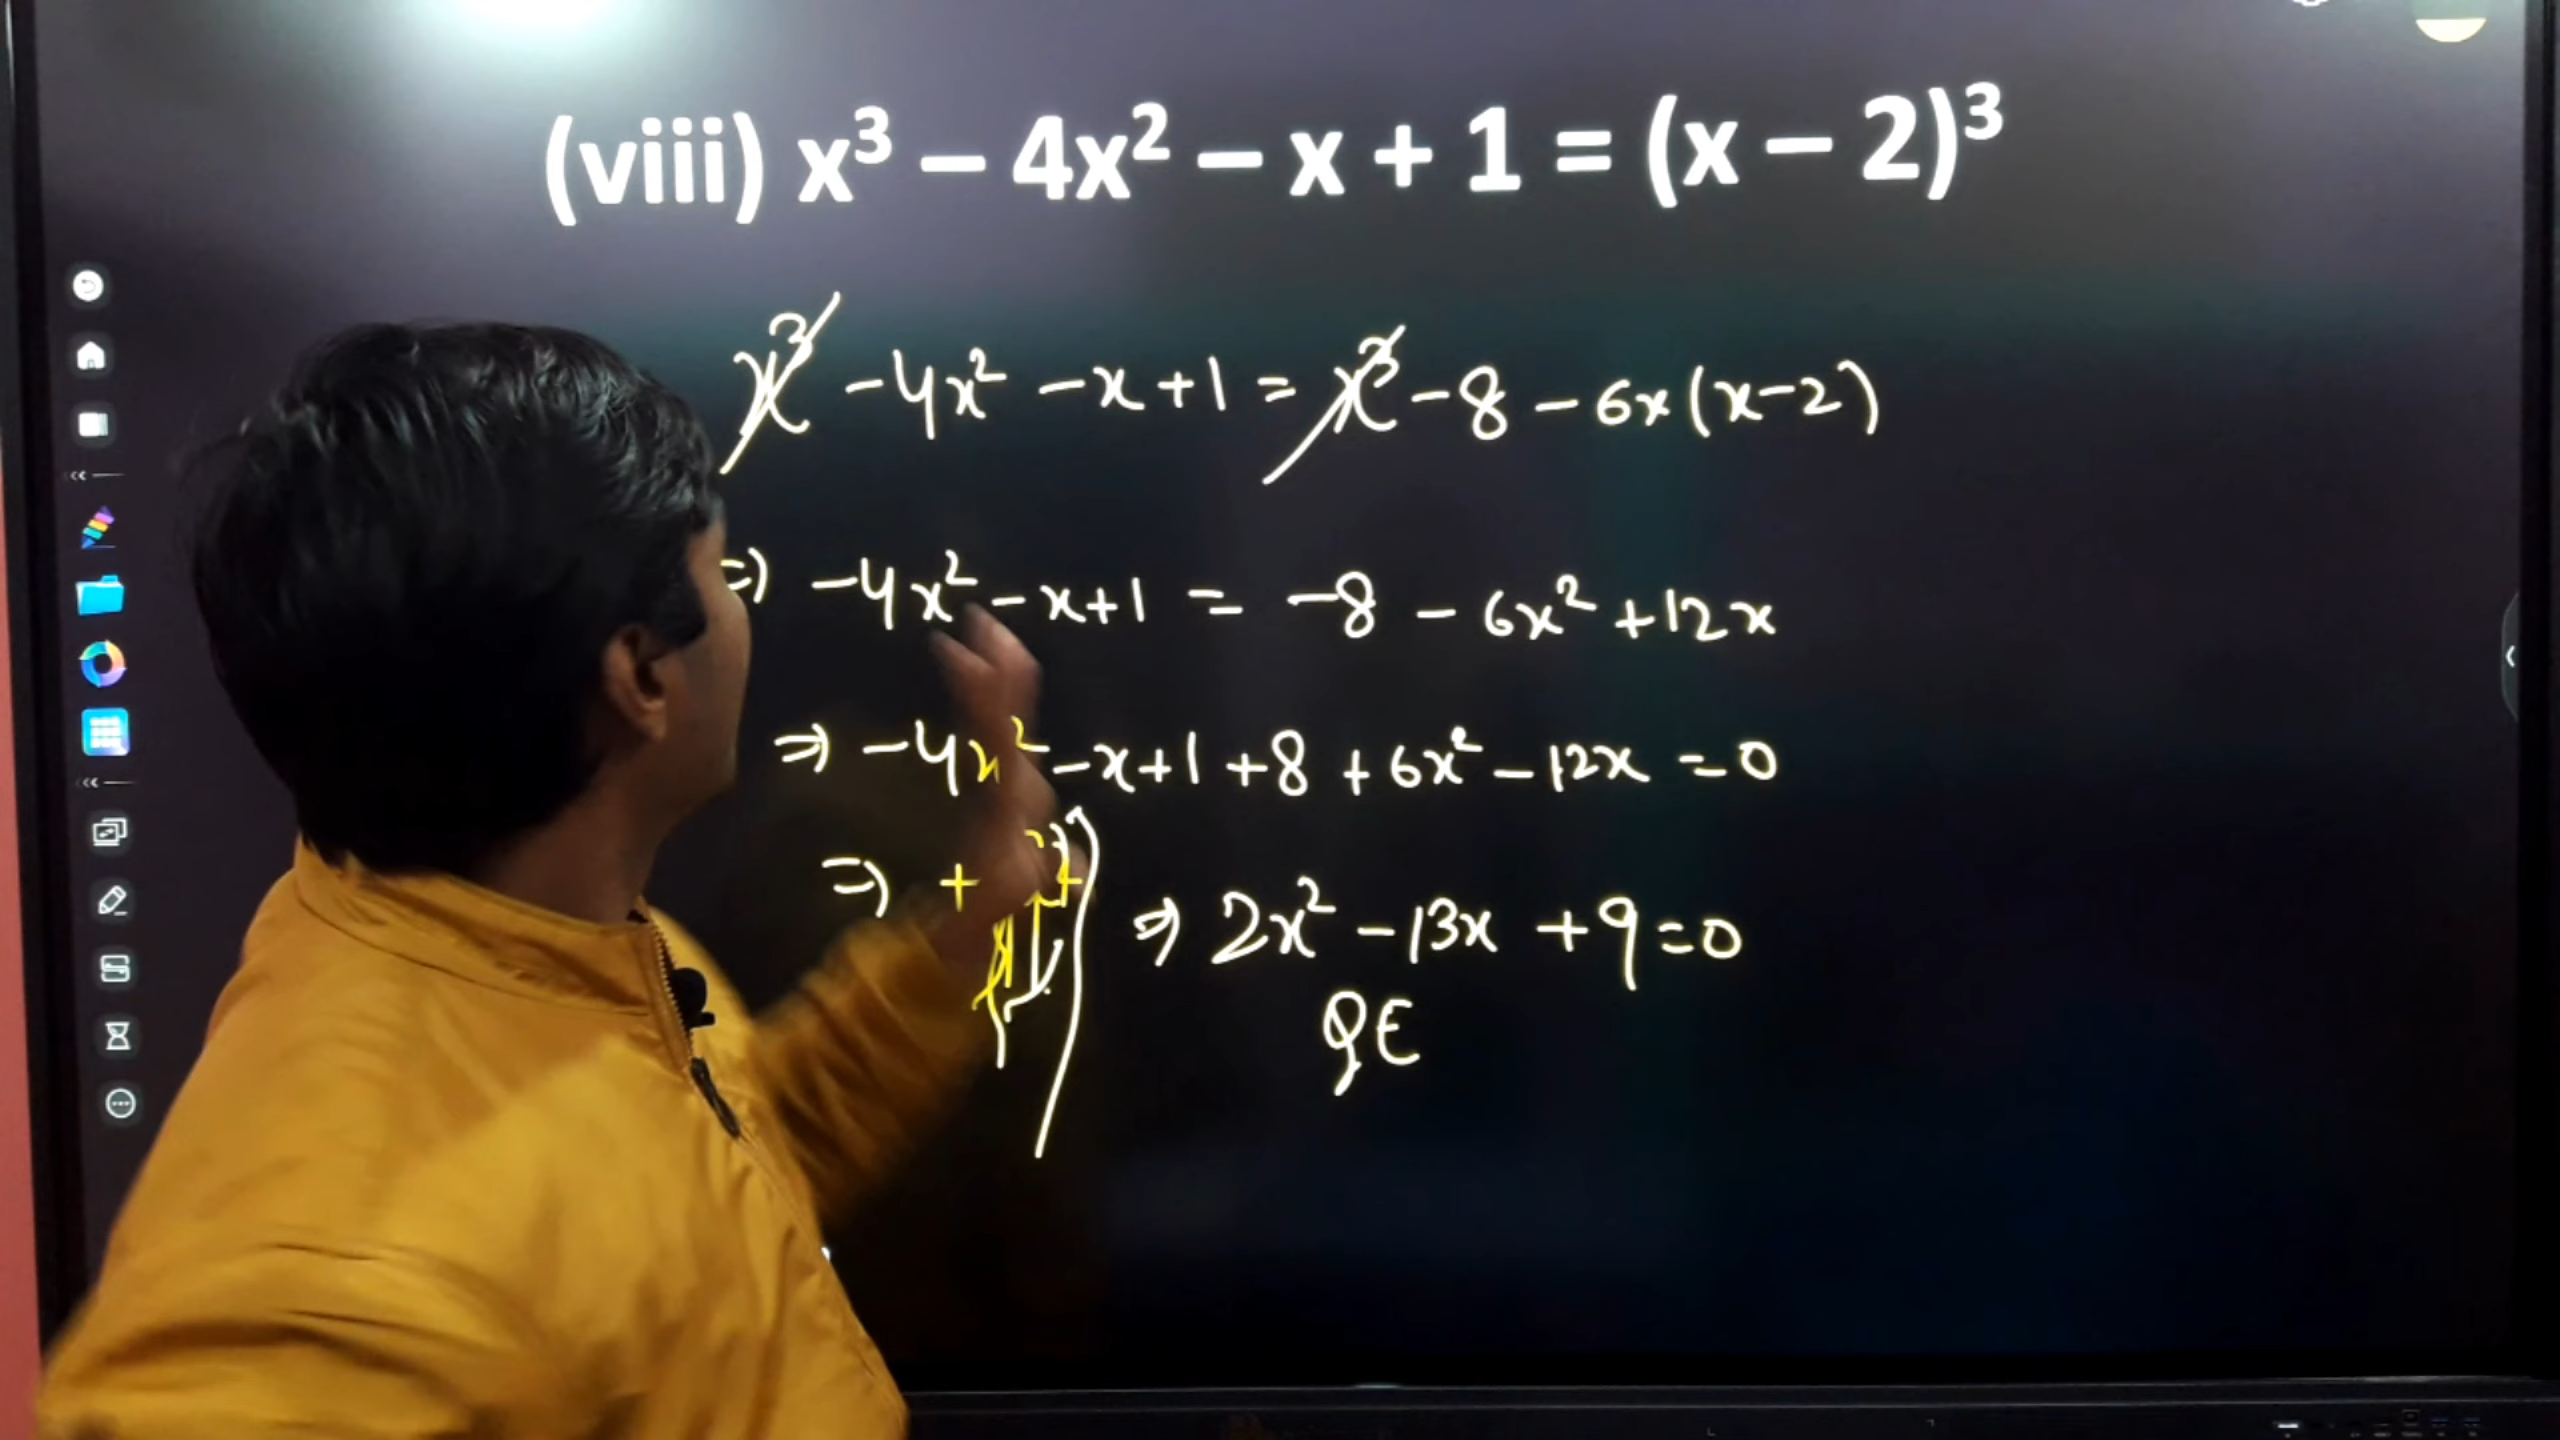 (viii) x³ – 4x² – x + 1 = (x – 2)³
x³ - 4x² - x + 1 = x³ - 8 - 6x(x-2)
⇒ -4x² - x + 1 = -8 - 6x² + 12x
⇒ -4x² - x + 1 + 8 + 6x² - 12x = 0
⇒ +
⇒ 2x² - 13x + 9 = 0
QE